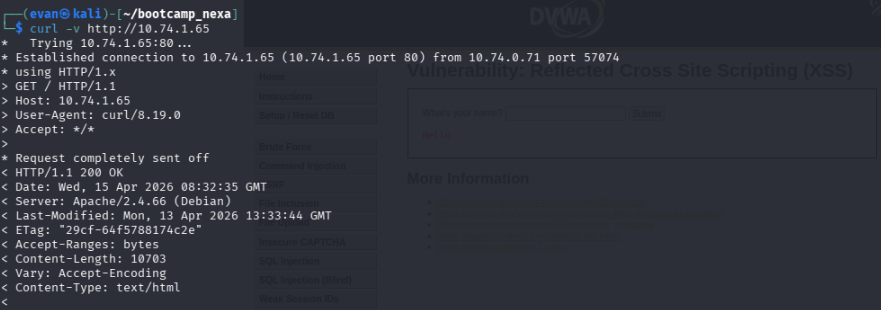 ┌──(evan㉿kali)-[~/bootcamp_nexa]
└─$ curl -v http://10.74.1.65
*   Trying 10.74.1.65:80...
* Established connection to 10.74.1.65 (10.74.1.65 port 80) from 10.74.0.71 port 57074
* using HTTP/1.x
> GET / HTTP/1.1
> Host: 10.74.1.65
> User-Agent: curl/8.19.0
> Accept: */*
>
* Request completely sent off
< HTTP/1.1 200 OK
< Date: Wed, 15 Apr 2026 08:32:35 GMT
< Server: Apache/2.4.66 (Debian)
< Last-Modified: Mon, 13 Apr 2026 13:33:44 GMT
< ETag: "29cf-64f5788174c2e"
< Accept-Ranges: bytes
< Content-Length: 10703
< Vary: Accept-Encoding
< Content-Type: text/html
<
DVWA
Home
Instructions
Setup / Reset DB
Brute Force
Command Injection
File Inclusion
Insecure CAPTCHA
SQL Injection
SQL Injection (Blind)
Weak Session IDs
Vulnerability: Reflected Cross Site Scripting (XSS)
What's your name?
Submit
More Information